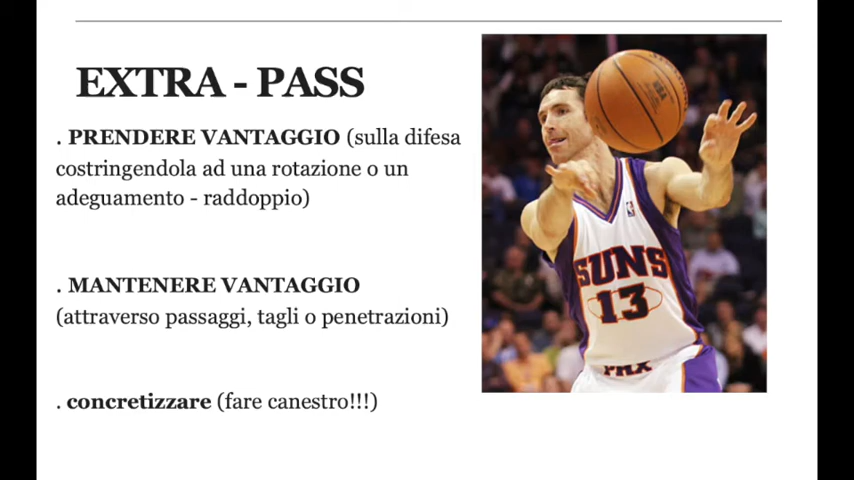 EXTRA - PASS
. PRENDERE VANTAGGIO (sulla difesa
costringendola ad una rotazione o un
adeguamento - raddoppio)
. MANTENERE VANTAGGIO
(attraverso passaggi, tagli o penetrazioni)
. concretizzare (fare canestro!!!)
SUNS
13
PHX